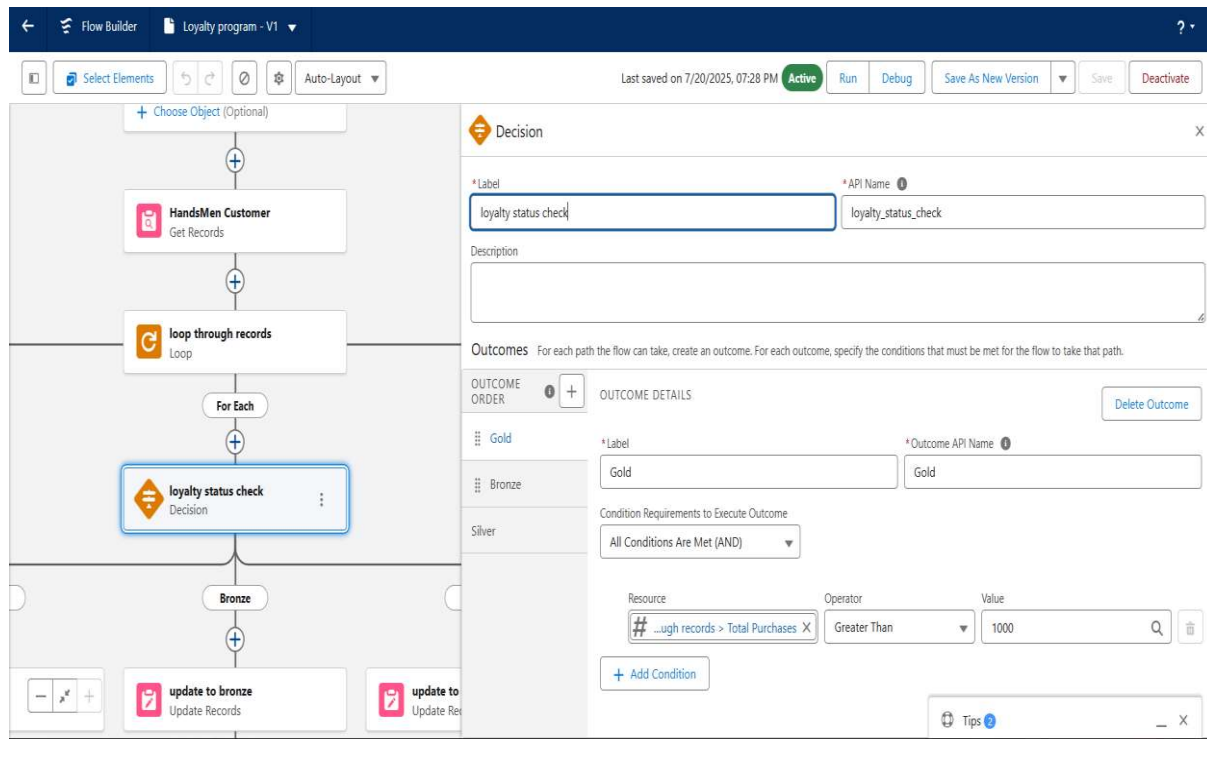 Flow Builder Loyalty program - V1 ?
Select Elements Auto-Layout Last saved on 7/20/2025, 07:28 PM Active Run Debug Save As New Version Save Deactivate
+ Choose Object (Optional)
HandsMen Customer
Get Records
loop through records
Loop
For Each
loyalty status check
Decision
Bronze
update to bronze
Update Records
update to
Update Rec
Decision X
*Label
loyalty status check
*API Name
loyalty_status_check
Description
Outcomes For each path the flow can take, create an outcome. For each outcome, specify the conditions that must be met for the flow to take that path.
OUTCOME ORDER +
Gold
Bronze
Silver
OUTCOME DETAILS
Delete Outcome
*Label
Gold
*Outcome API Name
Gold
Condition Requirements to Execute Outcome
All Conditions Are Met (AND)
Resource Operator Value
# ...ugh records > Total Purchases X Greater Than 1000
+ Add Condition
Tips 2 _ X